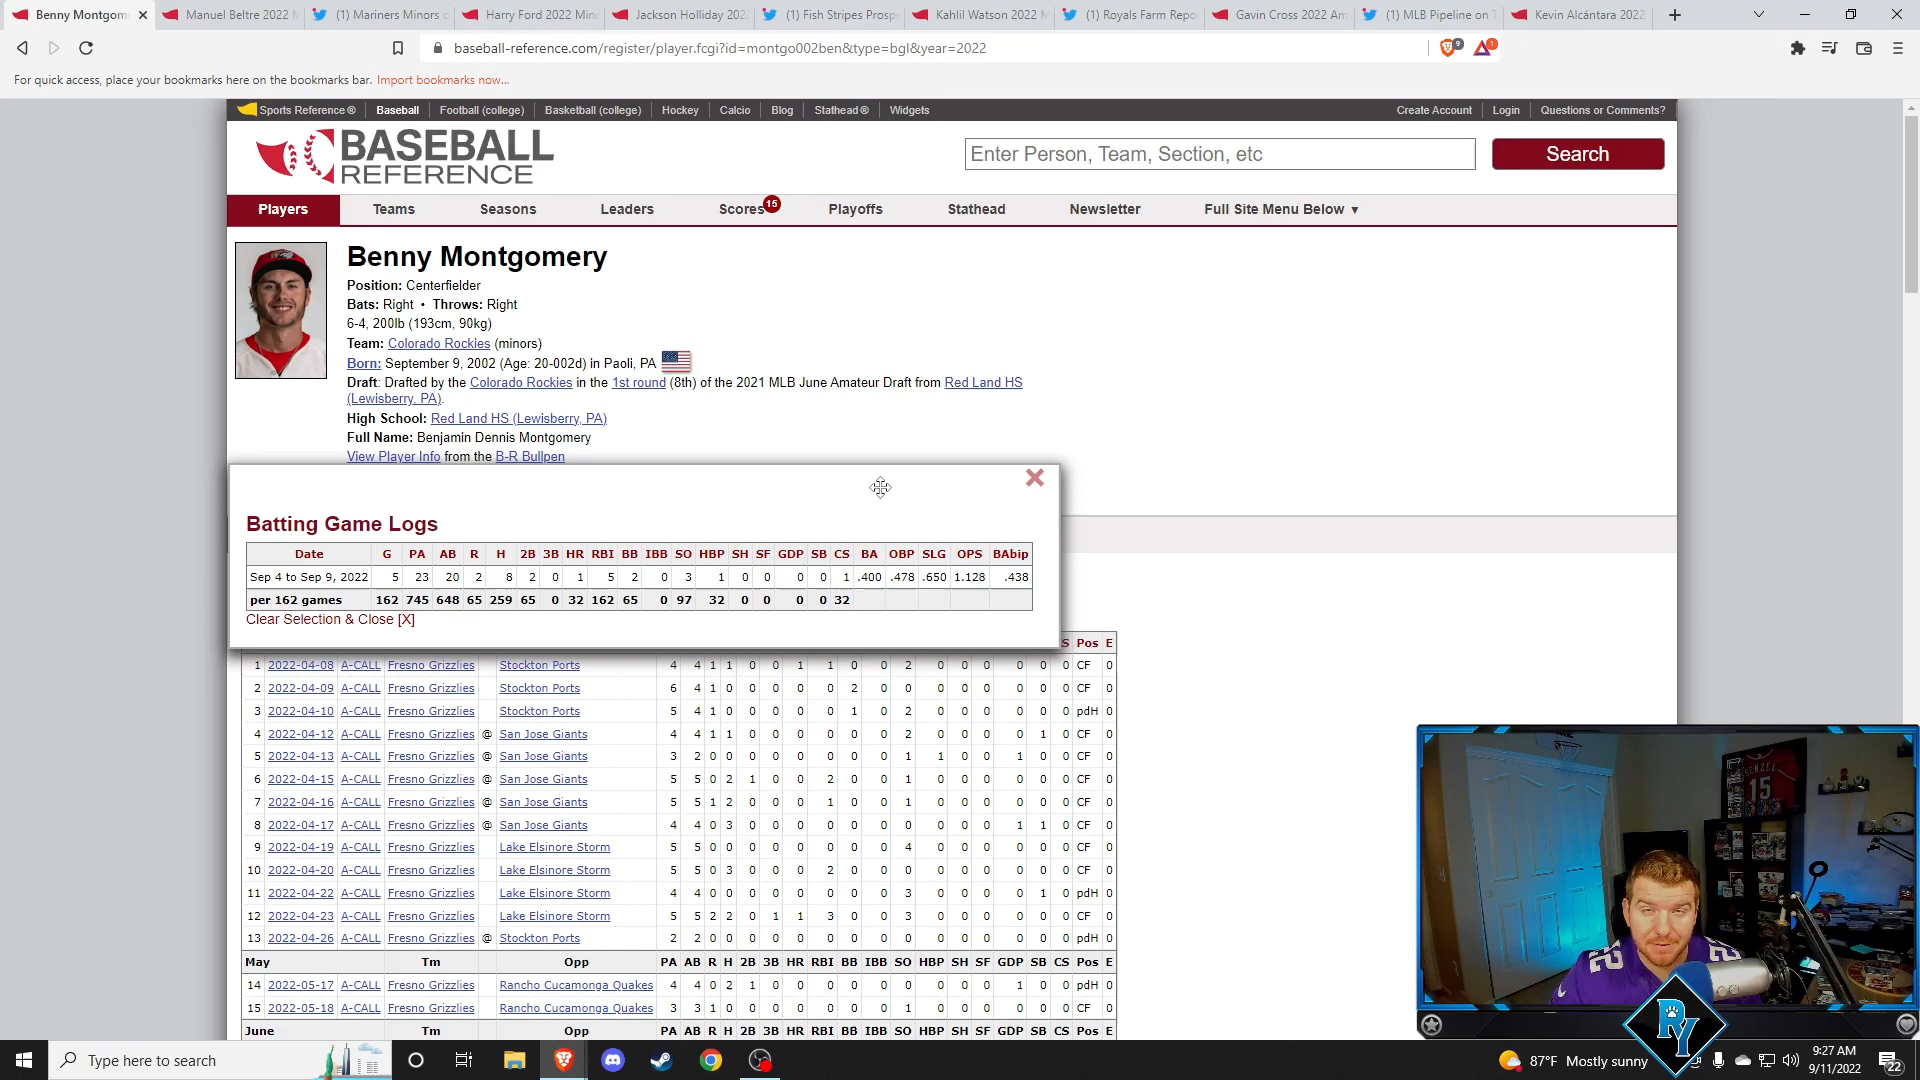 Benny Montgom
Manuel Beltre 2022 M
(1) Mariners Minors o
Harry Ford 2022 Mino
Jackson Holliday 202
(1) Fish Stripes Prospe
Kahlil Watson 2022 M
(1) Royals Farm Repo
Gavin Cross 2022 Am
(1) MLB Pipeline on T
Kevin Alcántara 2022
baseball-reference.com/register/player.fcgi?id=montgo002ben&type=bgl&year=2022
9
1
For quick access, place your bookmarks here on the bookmarks bar. Import bookmarks now...
Sports Reference® Baseball Football (college) Basketball (college) Hockey Calcio Blog Stathead® Widgets Create Account Login Questions or Comments?
BASEBALL
REFERENCE
Enter Person, Team, Section, etc
Search
Players Teams Seasons Leaders Scores 15 Playoffs Stathead Newsletter Full Site Menu Below ▼
Benny Montgomery
Position: Centerfielder
Bats: Right • Throws: Right
6-4, 200lb (193cm, 90kg)
Team: Colorado Rockies (minors)
Born: September 9, 2002 (Age: 20-002d) in Paoli, PA
Draft: Drafted by the Colorado Rockies in the 1st round (8th) of the 2021 MLB June Amateur Draft from Red Land HS
(Lewisberry, PA).
High School: Red Land HS (Lewisberry, PA)
Full Name: Benjamin Dennis Montgomery
View Player Info from the B-R Bullpen
Batting Game Logs
Date G PA AB R H 2B 3B HR RBI BB IBB SO HBP SH SF GDP SB CS BA OBP SLG OPS BAbip
Sep 4 to Sep 9, 2022 5 23 20 2 8 2 0 1 5 2 0 3 1 0 0 0 0 1 .400 .478 .650 1.128 .438
per 162 games 162 745 648 65 259 65 0 32 162 65 0 97 32 0 0 0 0 32
Clear Selection & Close [X]
S Pos E
1 2022-04-08 A-CALL Fresno Grizzlies Stockton Ports 4 4 1 1 0 0 1 1 0 0 2 0 0 0 0 0 0 CF 0
2 2022-04-09 A-CALL Fresno Grizzlies Stockton Ports 6 4 1 0 0 0 0 0 2 0 0 0 0 0 0 0 0 CF 0
3 2022-04-10 A-CALL Fresno Grizzlies Stockton Ports 5 4 1 0 0 0 0 0 1 0 2 0 0 0 0 0 0 pdH 0
4 2022-04-12 A-CALL Fresno Grizzlies @ San Jose Giants 4 4 1 1 0 0 0 0 0 0 2 0 0 0 0 1 0 CF 0
5 2022-04-13 A-CALL Fresno Grizzlies @ San Jose Giants 3 2 0 0 0 0 0 0 0 0 1 1 0 0 1 0 0 CF 0
6 2022-04-15 A-CALL Fresno Grizzlies @ San Jose Giants 5 5 0 2 1 0 0 2 0 0 1 0 0 0 0 0 0 CF 0
7 2022-04-16 A-CALL Fresno Grizzlies @ San Jose Giants 5 5 1 2 0 0 0 1 0 0 1 0 0 0 0 0 0 CF 0
8 2022-04-17 A-CALL Fresno Grizzlies @ San Jose Giants 4 4 0 3 0 0 0 0 0 0 0 0 0 0 1 1 0 CF 0
9 2022-04-19 A-CALL Fresno Grizzlies Lake Elsinore Storm 5 5 0 0 0 0 0 0 0 0 4 0 0 0 0 0 0 CF 0
10 2022-04-20 A-CALL Fresno Grizzlies Lake Elsinore Storm 5 5 0 3 0 0 0 2 0 0 0 0 0 0 0 0 0 CF 0
11 2022-04-22 A-CALL Fresno Grizzlies Lake Elsinore Storm 4 4 0 0 0 0 0 0 0 0 3 0 0 0 0 1 0 pdH 0
12 2022-04-23 A-CALL Fresno Grizzlies Lake Elsinore Storm 5 5 2 2 0 1 1 3 0 0 3 0 0 0 0 0 0 CF 0
13 2022-04-26 A-CALL Fresno Grizzlies @ Stockton Ports 2 2 0 0 0 0 0 0 0 0 0 0 0 0 0 0 0 pdH 0
May Tm Opp PA AB R H 2B 3B HR RBI BB IBB SO HBP SH SF GDP SB CS Pos E
14 2022-05-17 A-CALL Fresno Grizzlies Rancho Cucamonga Quakes 4 4 0 2 1 0 0 0 0 0 0 0 0 0 1 0 0 pdH 0
15 2022-05-18 A-CALL Fresno Grizzlies Rancho Cucamonga Quakes 3 3 1 0 0 0 0 0 0 0 1 0 0 0 0 0 0 CF 0
June Tm Opp PA AB R H 2B 3B HR RBI BB IBB SO HBP SH SF GDP SB CS Pos E
SENZEL
15
RY
Type here to search
87°F Mostly sunny
9:27 AM
9/11/2022
22